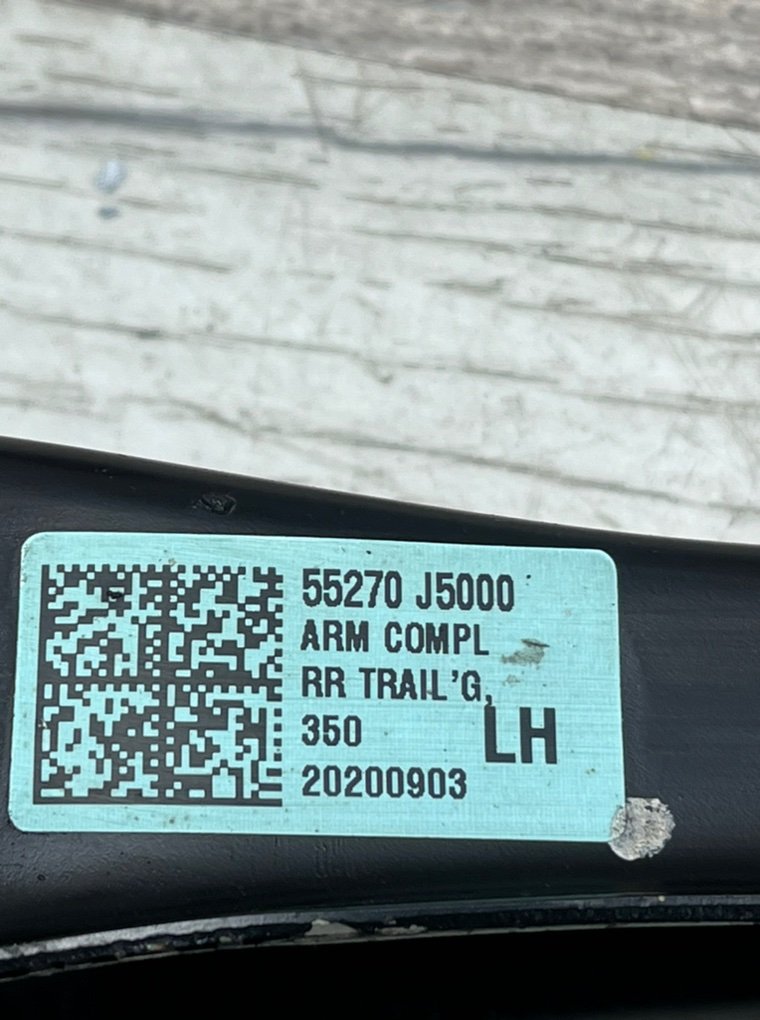 55270 J5000
ARM COMPL
RR TRAIL'G,
350
LH
20200903